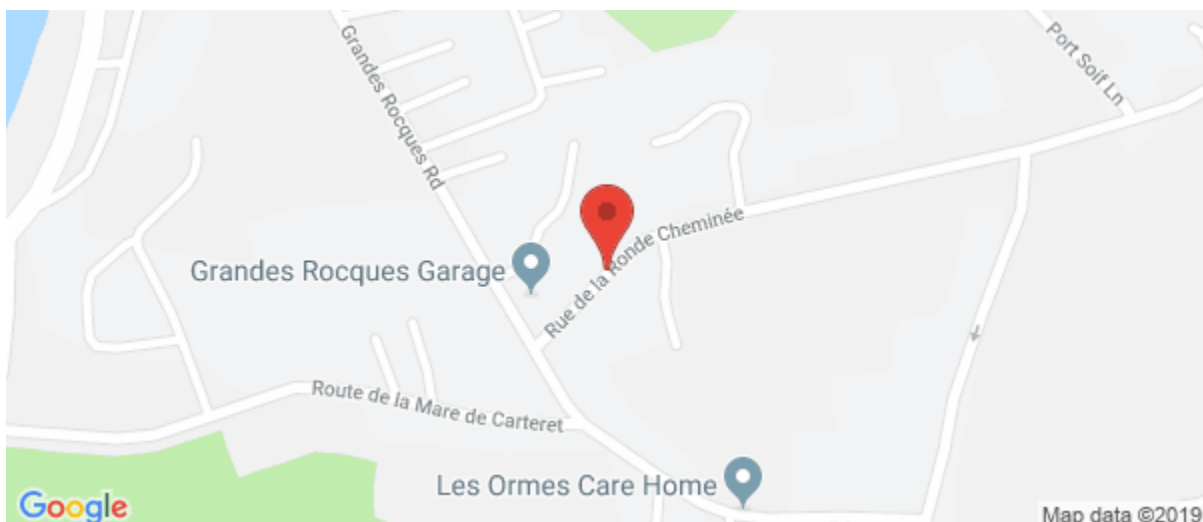 Grandes Rocques Rd
Port Soif Ln
Rue de la Ronde Cheminée
Grandes Rocques Garage
Route de la Mare de Carteret
Les Ormes Care Home
Google
Map data ©2019